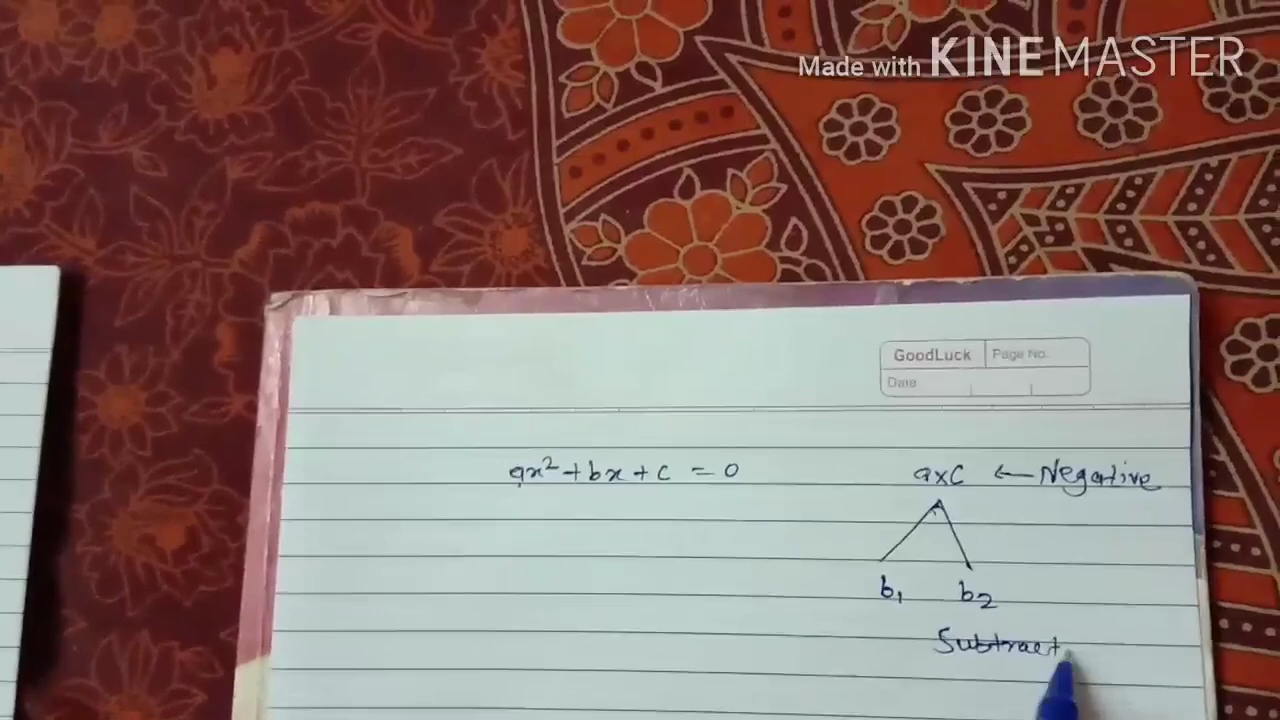 Made with KINEMASTER
GoodLuck Page No.
Date
ax² + bx + c = 0 a×c ← Negative
b₁ b₂
Subtract